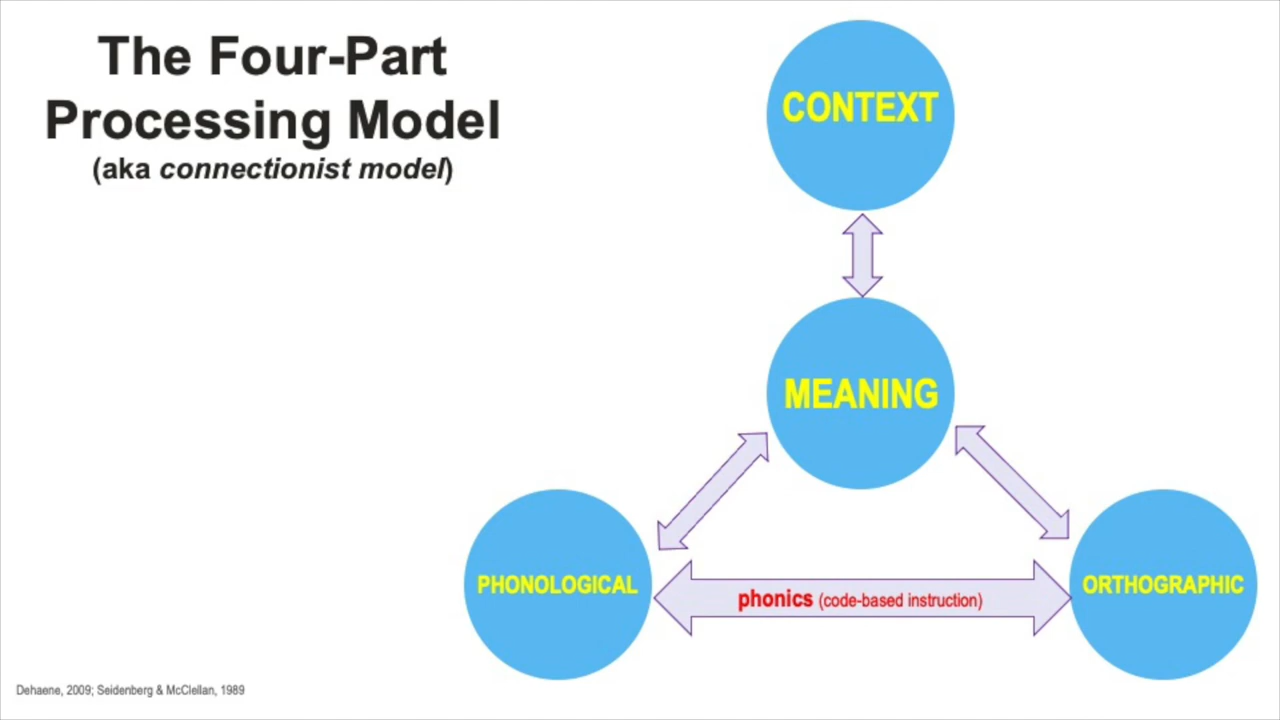 The Four-Part
Processing Model
(aka connectionist model)
CONTEXT
MEANING
PHONOLOGICAL
phonics (code-based instruction)
ORTHOGRAPHIC
Dehaene, 2009; Seidenberg & McClellan, 1989